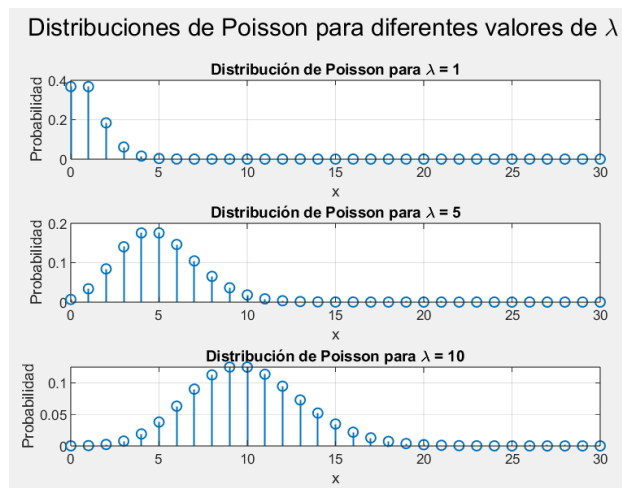 Distribuciones de Poisson para diferentes valores de λ
Distribución de Poisson para λ = 1
Probabilidad
0.4
0
0 5 10 15 20 25 30
x
Distribución de Poisson para λ = 5
Probabilidad
0.2
0.1
0
0 5 10 15 20 25 30
x
Distribución de Poisson para λ = 10
Probabilidad
0.1
0.05
0
0 5 10 15 20 25 30
x